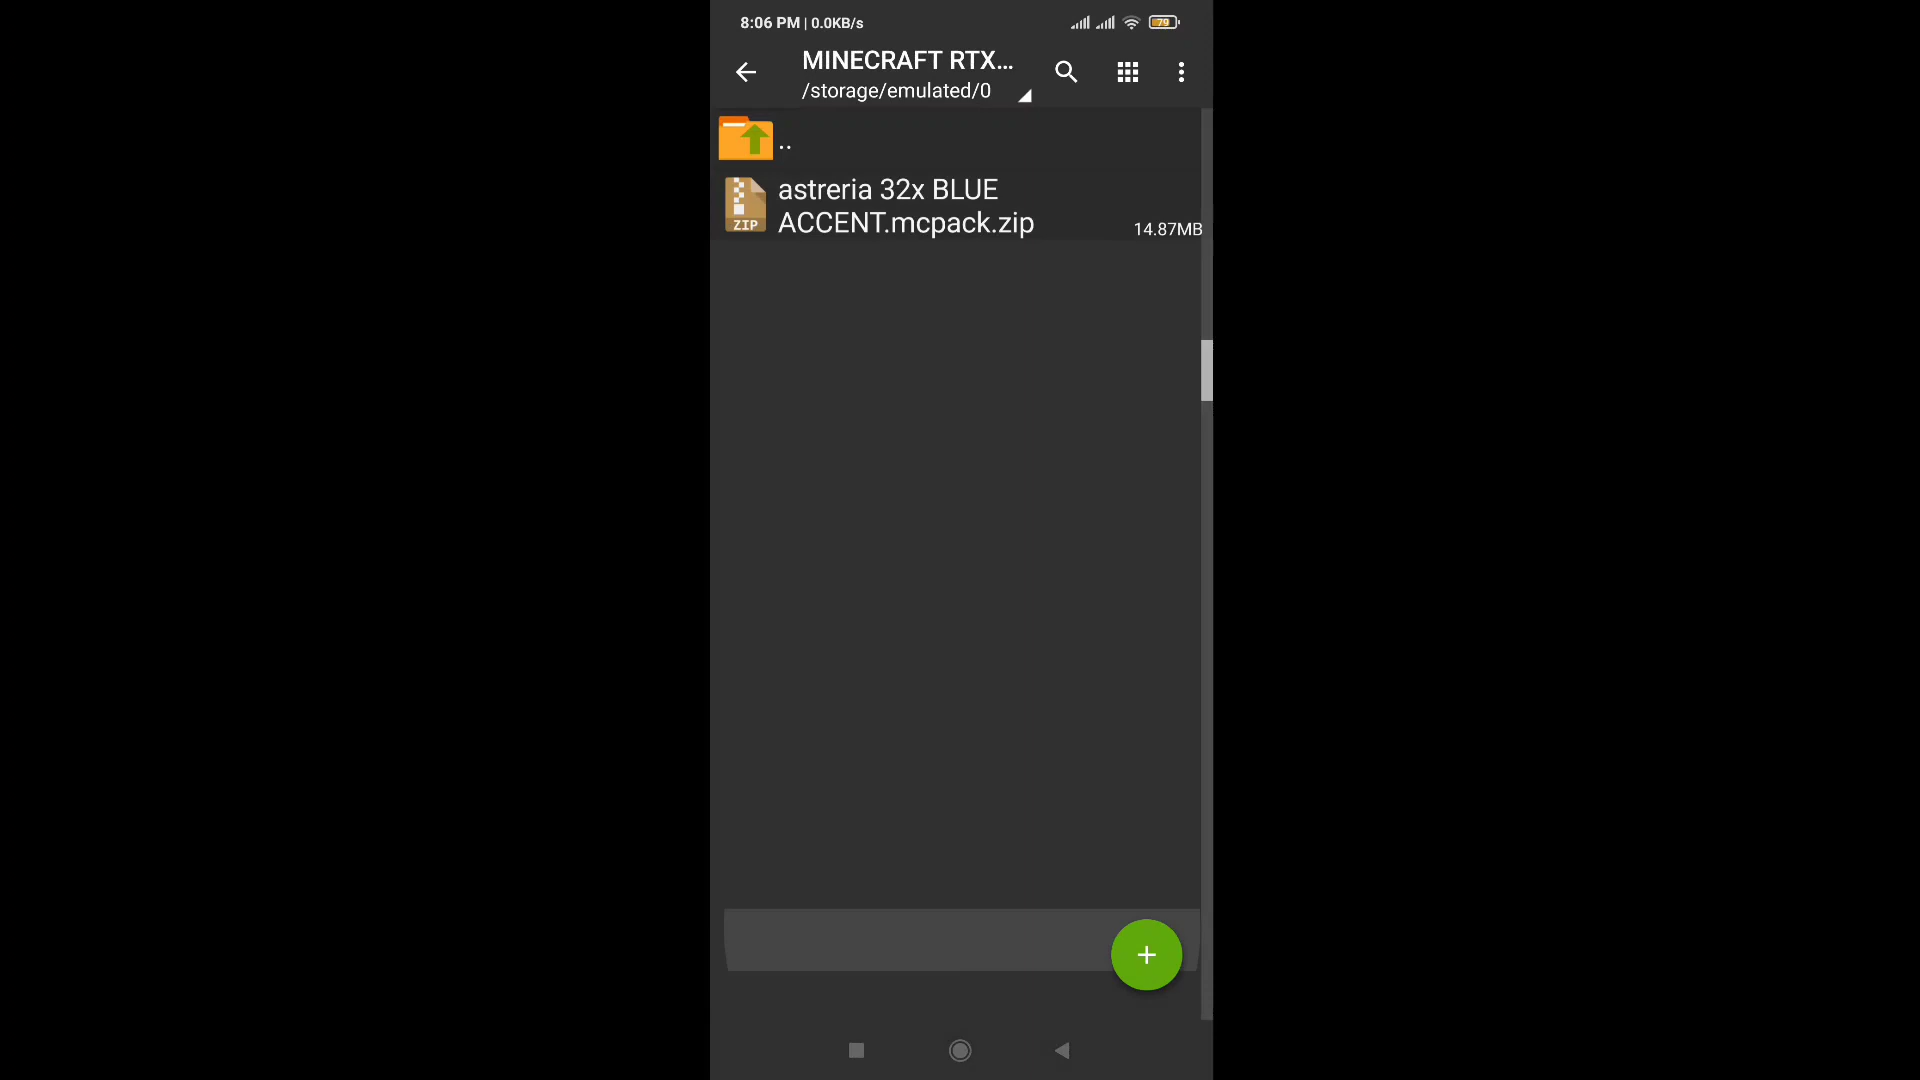 8:06 PM | 0.0KB/s
79
MINECRAFT RTX...
/storage/emulated/0
..
astreria 32x BLUE
ACCENT.mcpack.zip
ZIP
14.87MB